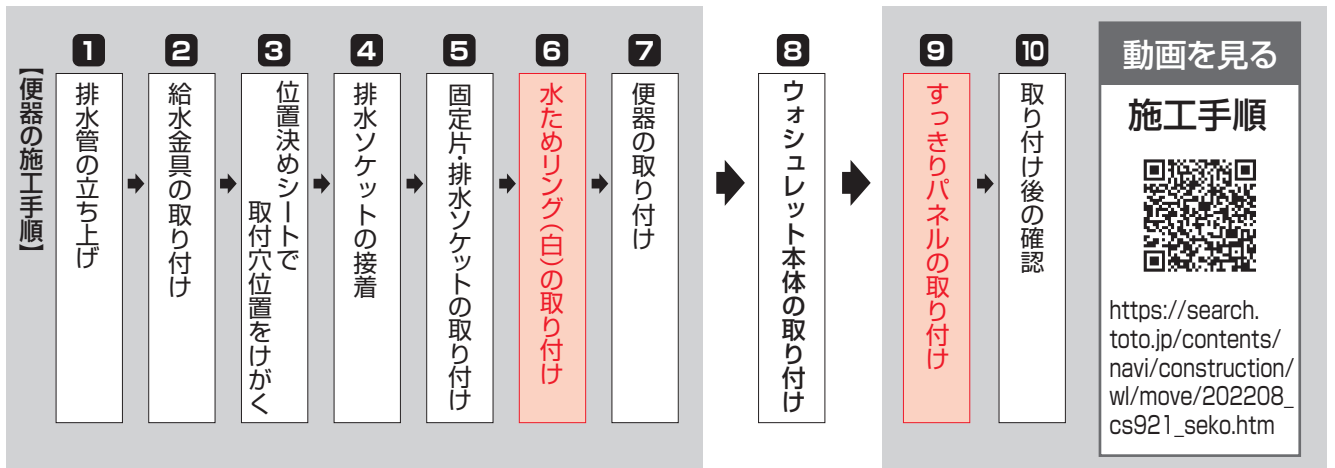 【便器の施工手順】
1
排水管の立ち上げ
2
給水金具の取り付け
3
位置決めシートで
取付穴位置をけがく
4
排水ソケットの接着
5
固定片・排水ソケットの取り付け
6
水ためリング(白)の取り付け
7
便器の取り付け
8
ウォシュレット本体の取り付け
9
すっきりパネルの取り付け
10
取り付け後の確認
動画を見る
施工手順
https://search.
toto.jp/contents/
navi/construction/
wl/move/202208_
cs921_seko.htm